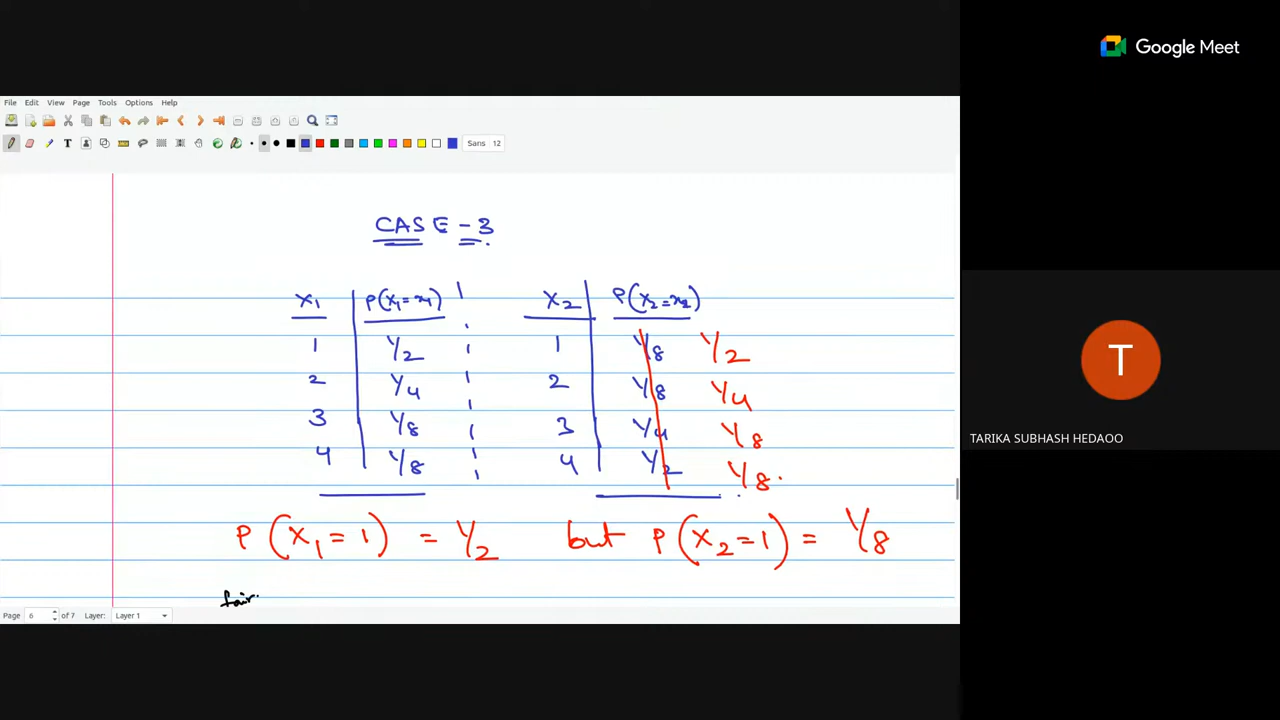 Google Meet
File Edit View Page Tools Options Help
Sans 12
CASE - 3
X1 P(X1=x1) X2 P(X2=x2)
1 1/2 1 1/8 1/2
2 1/4 2 1/8 1/4
3 1/8 3 1/4 1/8
4 1/8 4 1/2 1/8.
P(X1=1) = 1/2 but P(X2=1) = 1/8
fair.
Page 6 of 7 Layer: Layer 1
T
TARIKA SUBHASH HEDAOO